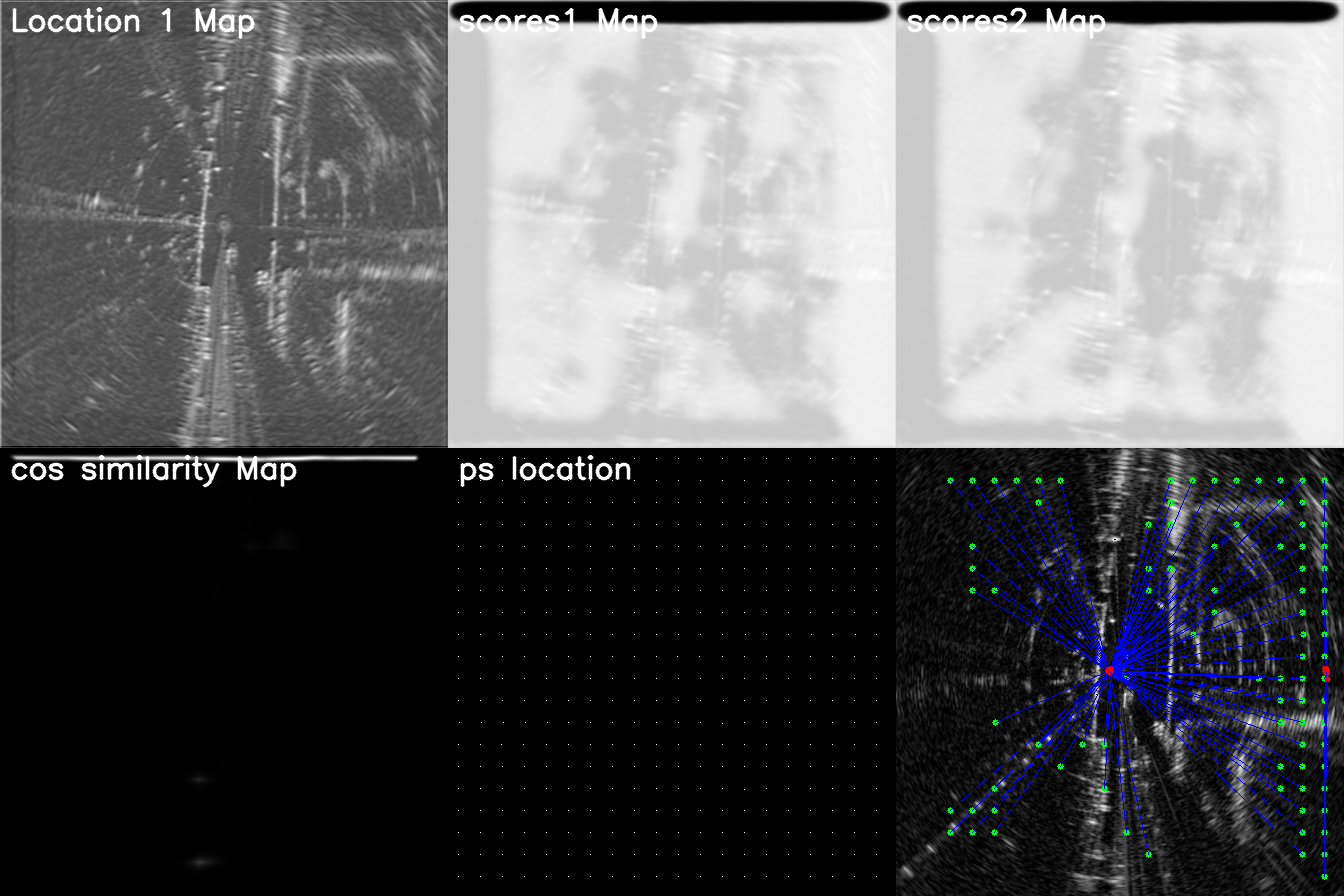 Location 1 Map
scores1 Map
scores2 Map
cos similarity Map
ps location